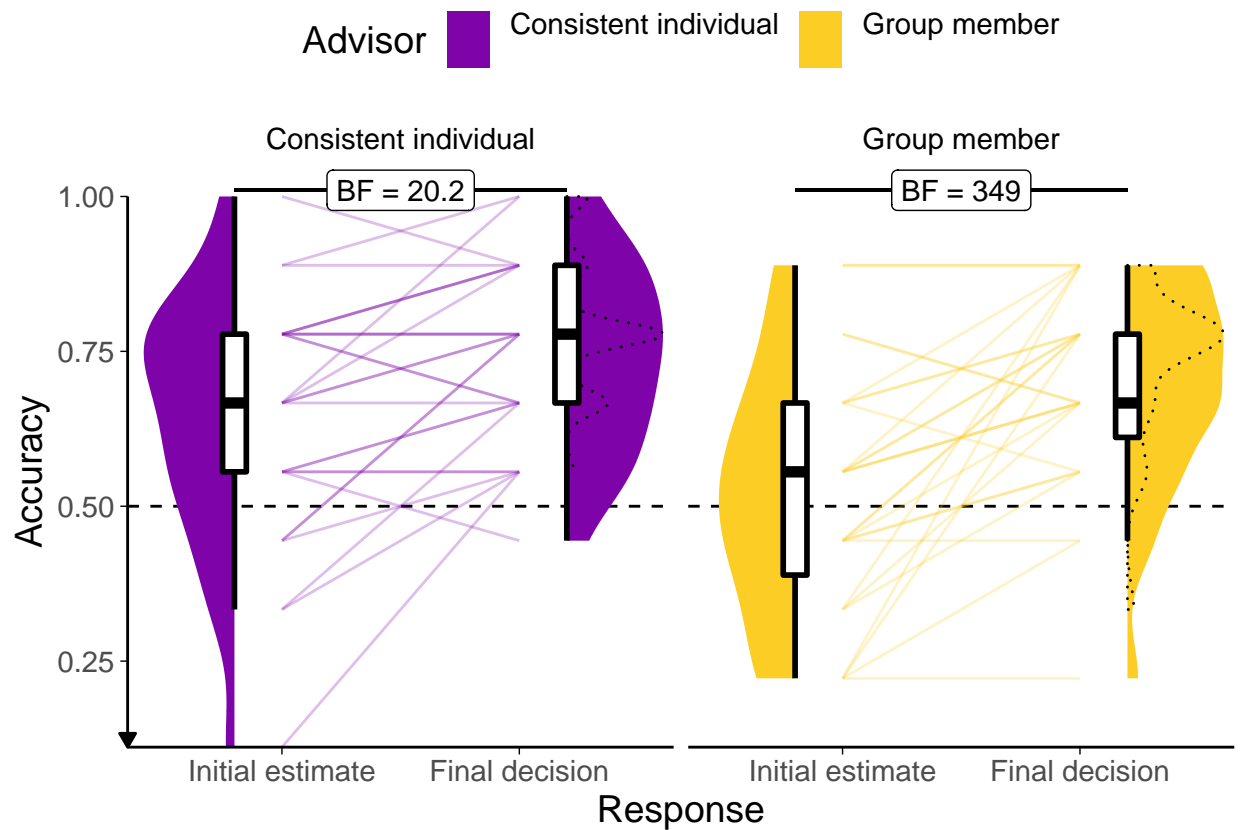 Advisor Consistent individual Group member
Consistent individual Group member
BF = 20.2 BF = 349
1.00
0.75
0.50
0.25
Accuracy
Initial estimate Final decision Initial estimate Final decision
Response